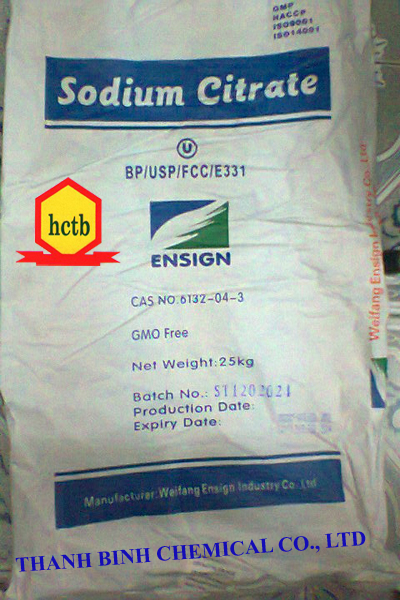 GMP
HACCP
ISO9001
ISO14001
Sodium Citrate
U
BP/USP/FCC/E331
hctb
ENSIGN
CAS NO:6132-04-3
GMO Free
Net Weight:25kg
Batch No.:
Production Date:
Expiry Date:
Manufacturer:Weifang Ensign Industry Co.,Ltd
Weifang Ensign Industry Co.,Ltd
THANH BINH CHEMICAL CO., LTD